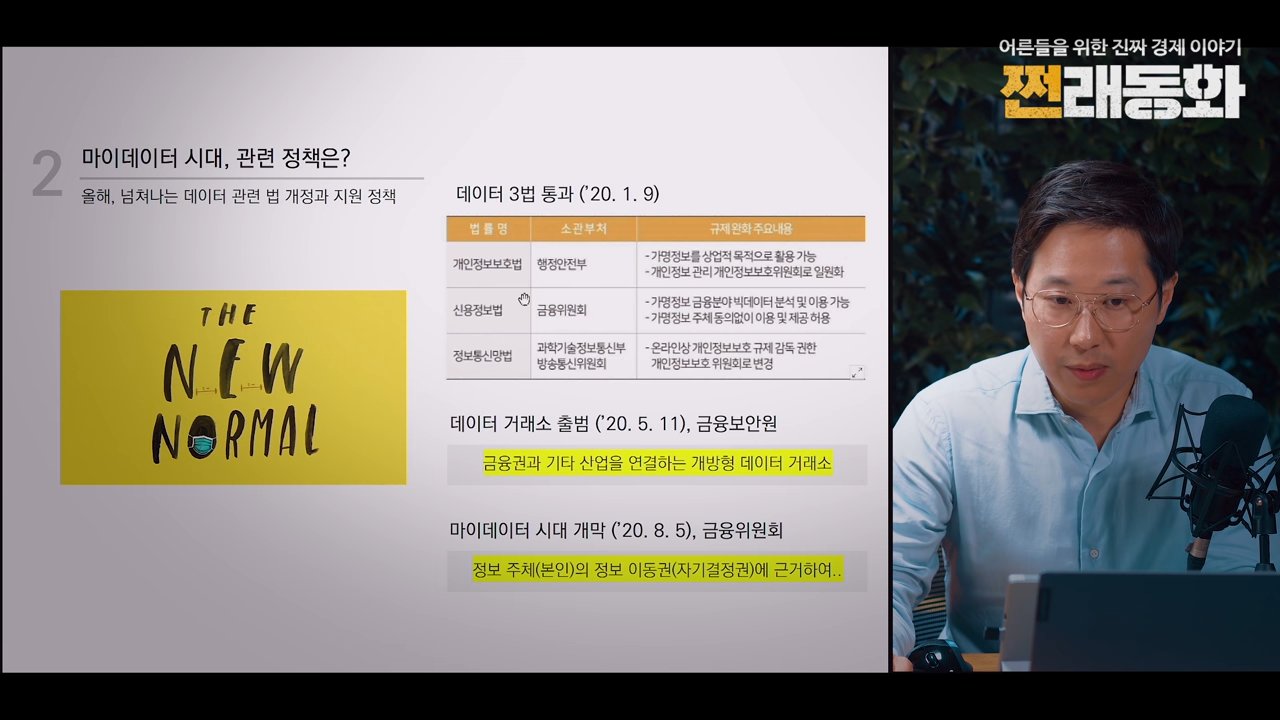 어른들을 위한 진짜 경제 이야기
쩐래동화
2
마이데이터 시대, 관련 정책은?
올해, 넘쳐나는 데이터 관련 법 개정과 지원 정책
THE
NEW
NORMAL
데이터 3법 통과 ('20. 1. 9)
법 률 명 소 관 부 처 규제 완화 주요내용
개인정보보호법 행정안전부 - 가명정보를 상업적 목적으로 활용 가능
- 개인정보 관리 개인정보보호위원회로 일원화
신용정보법 금융위원회 - 가명정보 금융분야 빅데이터 분석 및 이용 가능
- 가명정보 주체 동의없이 이용 및 제공 허용
정보통신망법 과학기술정보통신부 방송통신위원회 - 온라인상 개인정보보호 규제 감독 권한
개인정보보호 위원회로 변경
데이터 거래소 출범 ('20. 5. 11), 금융보안원
금융권과 기타 산업을 연결하는 개방형 데이터 거래소
마이데이터 시대 개막 ('20. 8. 5), 금융위원회
정보 주체(본인)의 정보 이동권(자기결정권)에 근거하여..